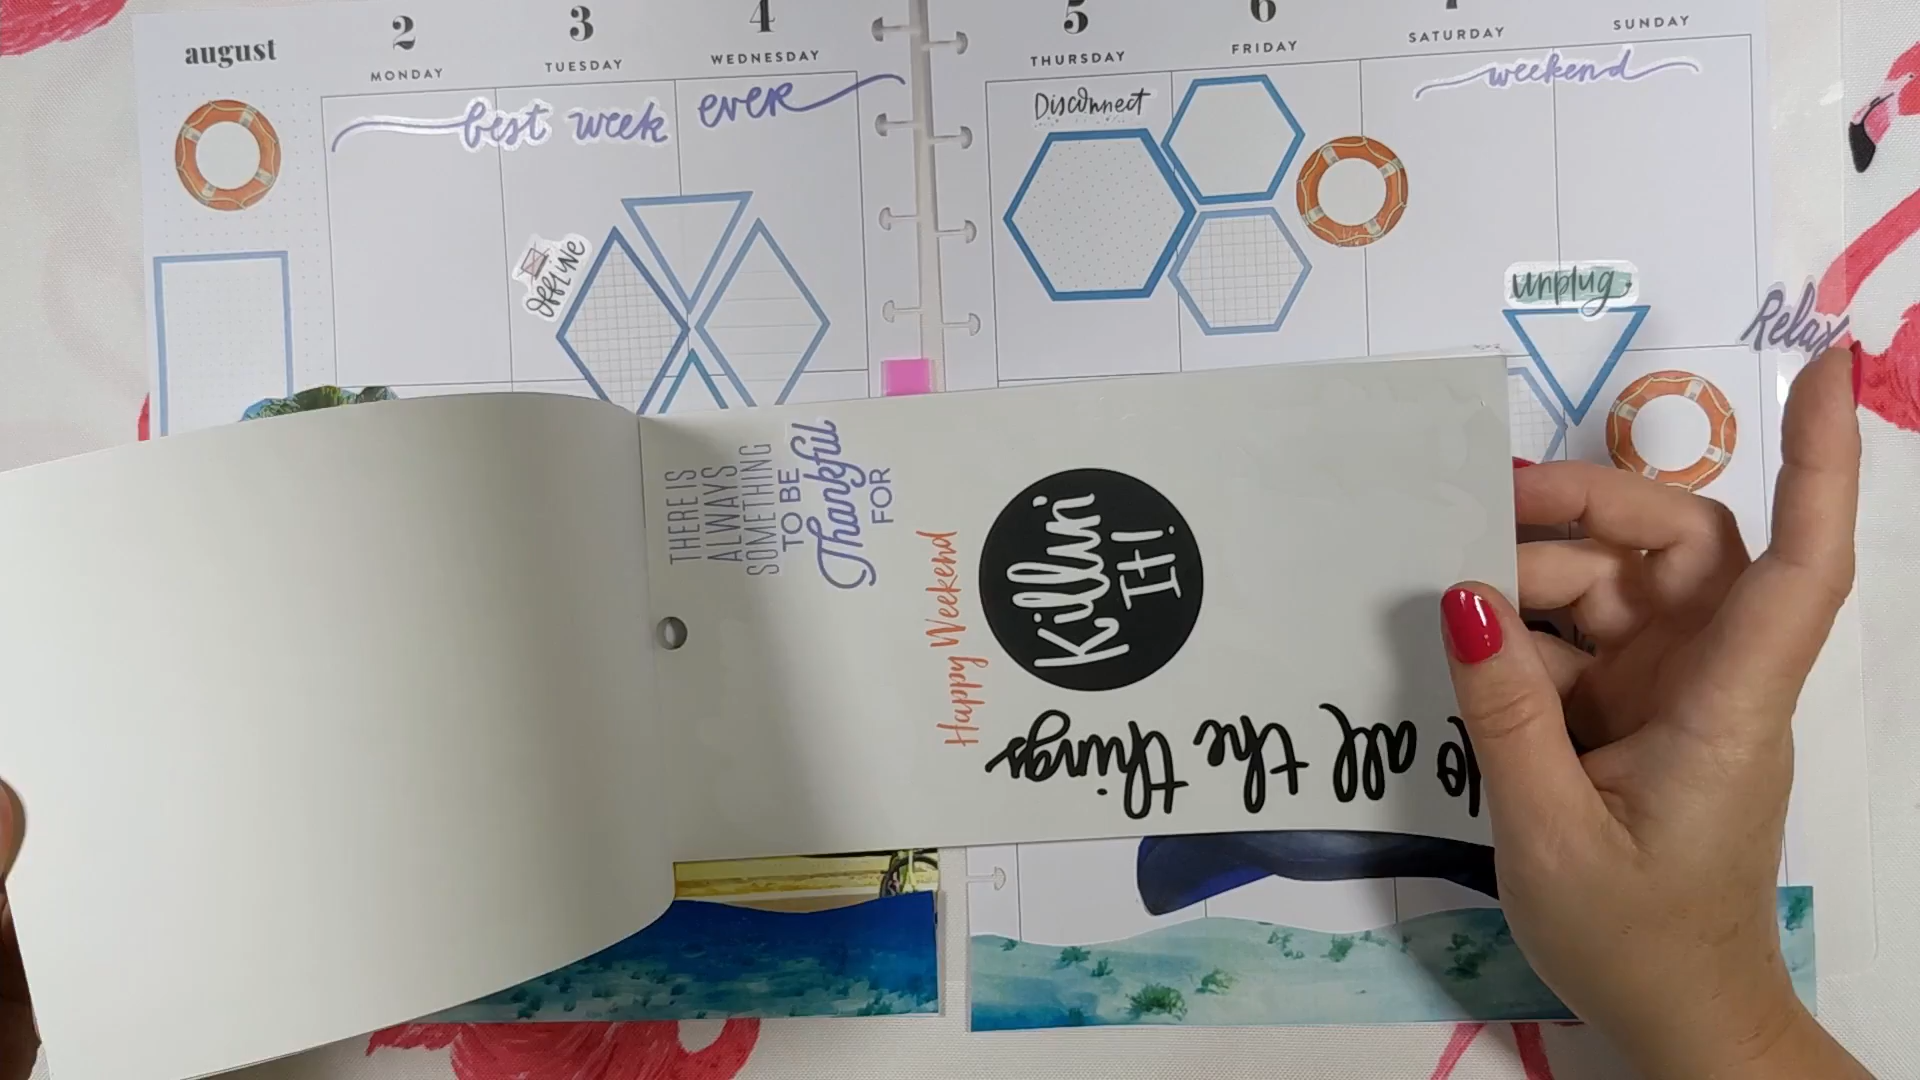 august
2
MONDAY
3
TUESDAY
4
WEDNESDAY
5
THURSDAY
6
FRIDAY
SATURDAY
SUNDAY
best week ever
Disconnect
weekend
OFFLINE
unplug
Relax
THERE IS
ALWAYS
SOMETHING
TO BE
Thankful
FOR
Happy Weekend
Killin'
It!
all the things